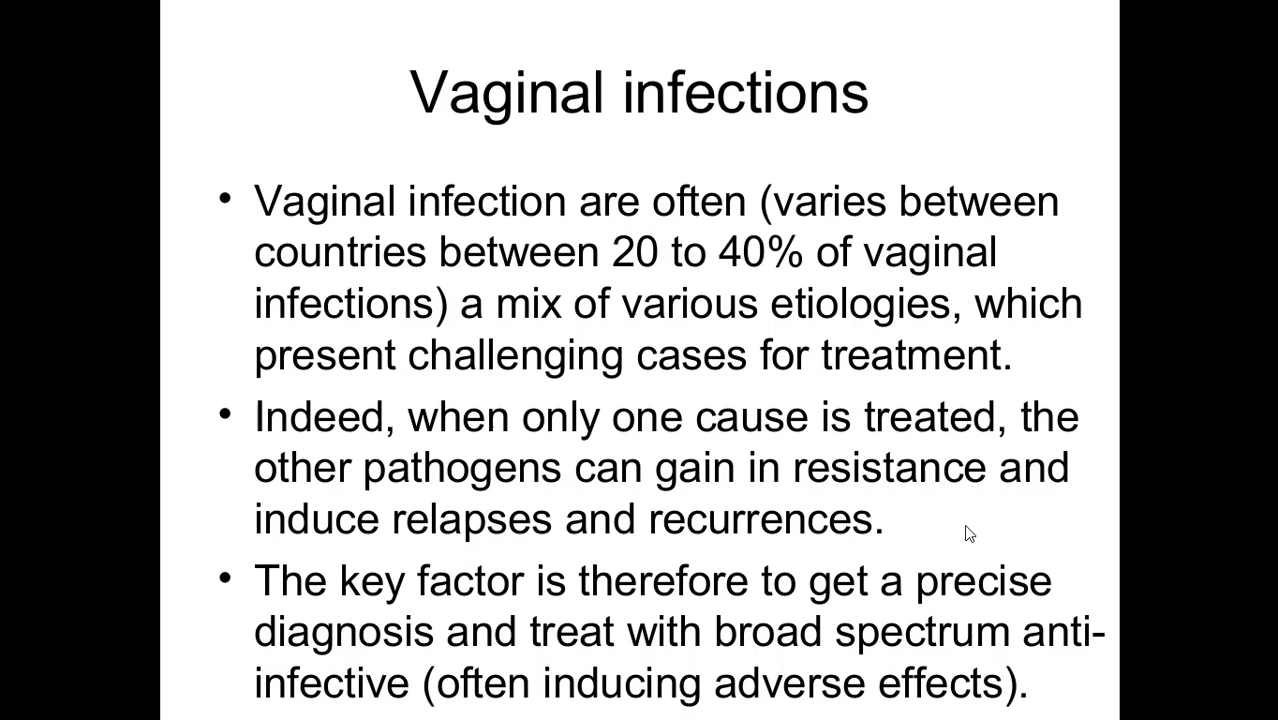 Vaginal infections
• Vaginal infection are often (varies between
countries between 20 to 40% of vaginal
infections) a mix of various etiologies, which
present challenging cases for treatment.
• Indeed, when only one cause is treated, the
other pathogens can gain in resistance and
induce relapses and recurrences.
• The key factor is therefore to get a precise
diagnosis and treat with broad spectrum anti-
infective (often inducing adverse effects).